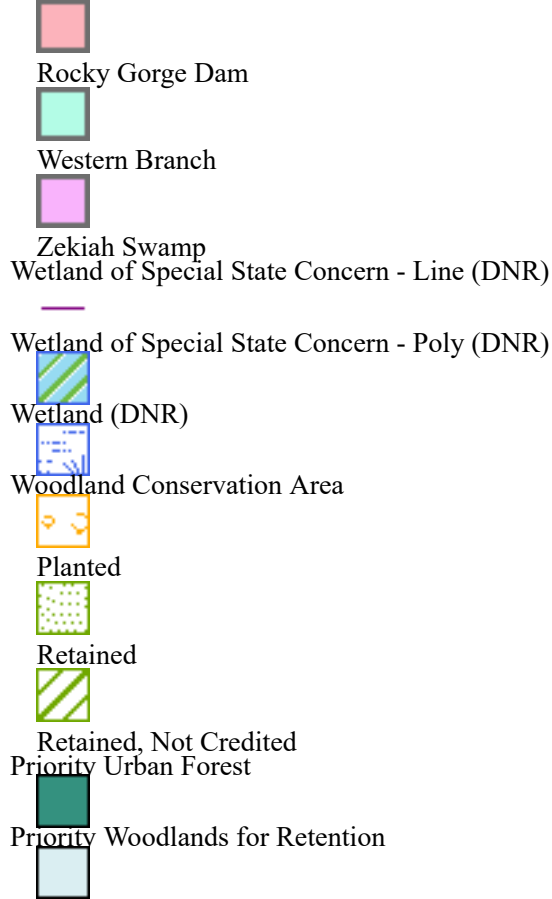 Rocky Gorge Dam
Western Branch
Zekiah Swamp
Wetland of Special State Concern - Line (DNR)
Wetland of Special State Concern - Poly (DNR)
Wetland (DNR)
Woodland Conservation Area
Planted
Retained
Retained, Not Credited
Priority Urban Forest
Priority Woodlands for Retention